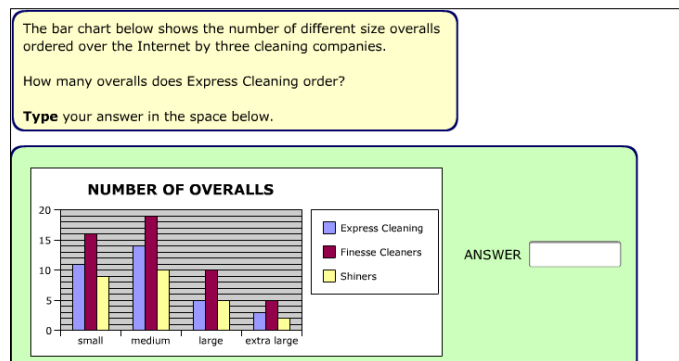 The bar chart below shows the number of different size overalls
ordered over the Internet by three cleaning companies.
How many overalls does Express Cleaning order?
Type your answer in the space below.
NUMBER OF OVERALLS
20
15
10
5
0
small medium large extra large
Express Cleaning
Finesse Cleaners
Shiners
ANSWER